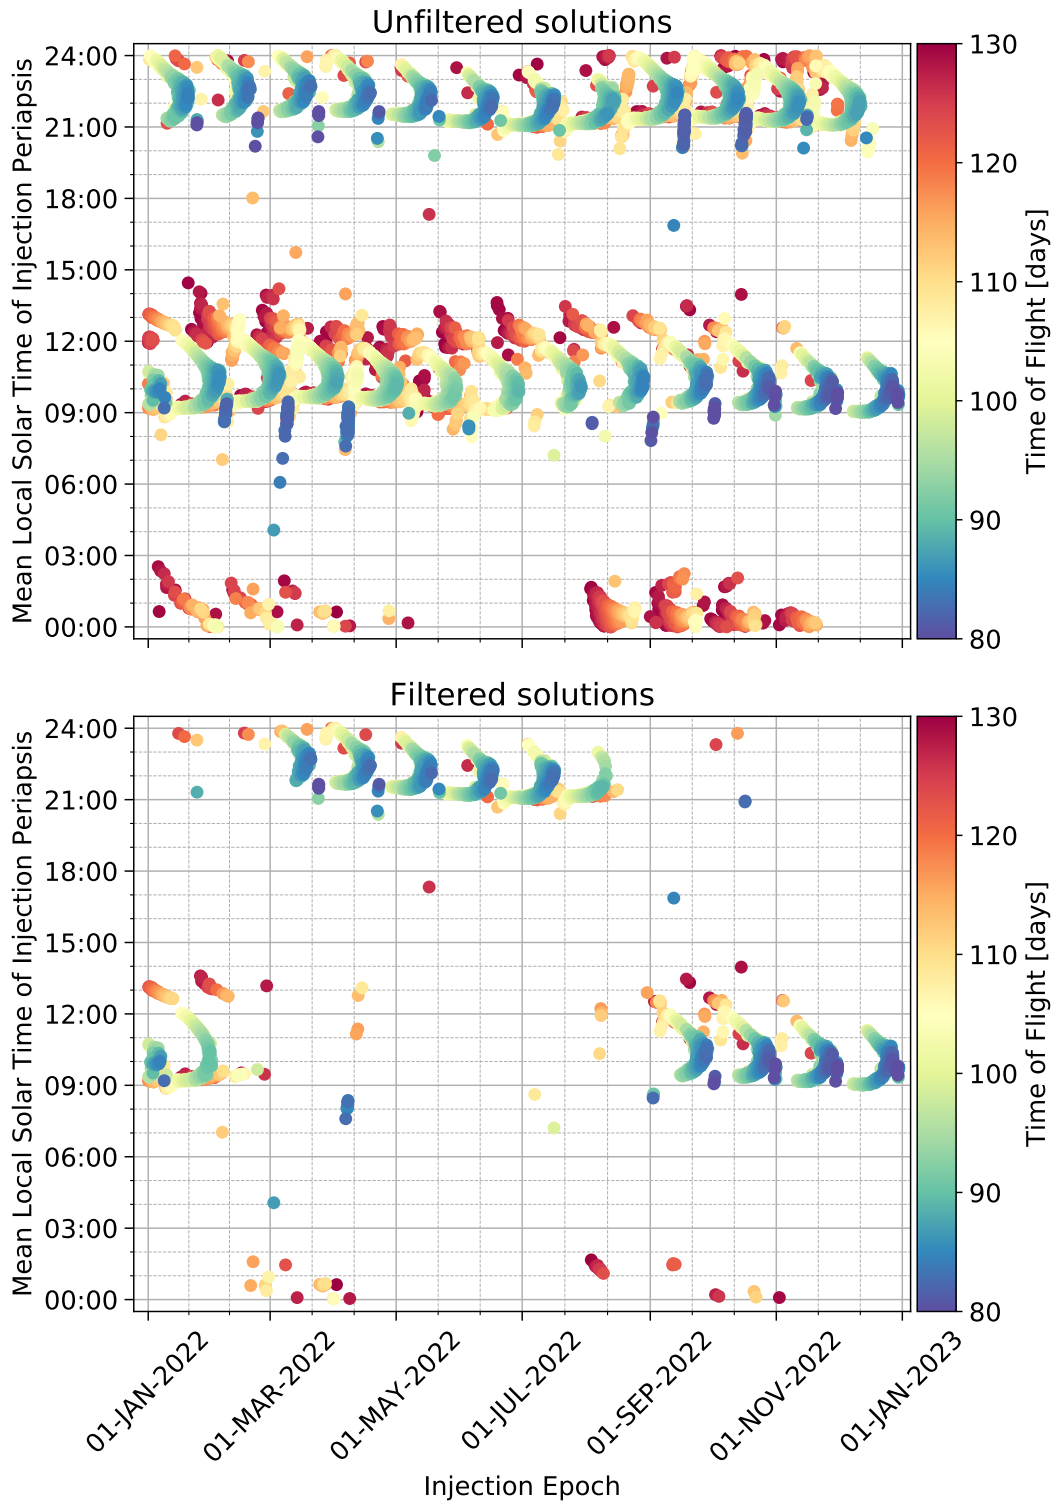 Unfiltered solutions
Mean Local Solar Time of Injection Periapsis
24:00
21:00
18:00
15:00
12:00
09:00
06:00
03:00
00:00
130
120
110
100
90
80
Time of Flight [days]
Filtered solutions
Mean Local Solar Time of Injection Periapsis
24:00
21:00
18:00
15:00
12:00
09:00
06:00
03:00
00:00
130
120
110
100
90
80
Time of Flight [days]
01-JAN-2022
01-MAR-2022
01-MAY-2022
01-JUL-2022
01-SEP-2022
01-NOV-2022
01-JAN-2023
Injection Epoch